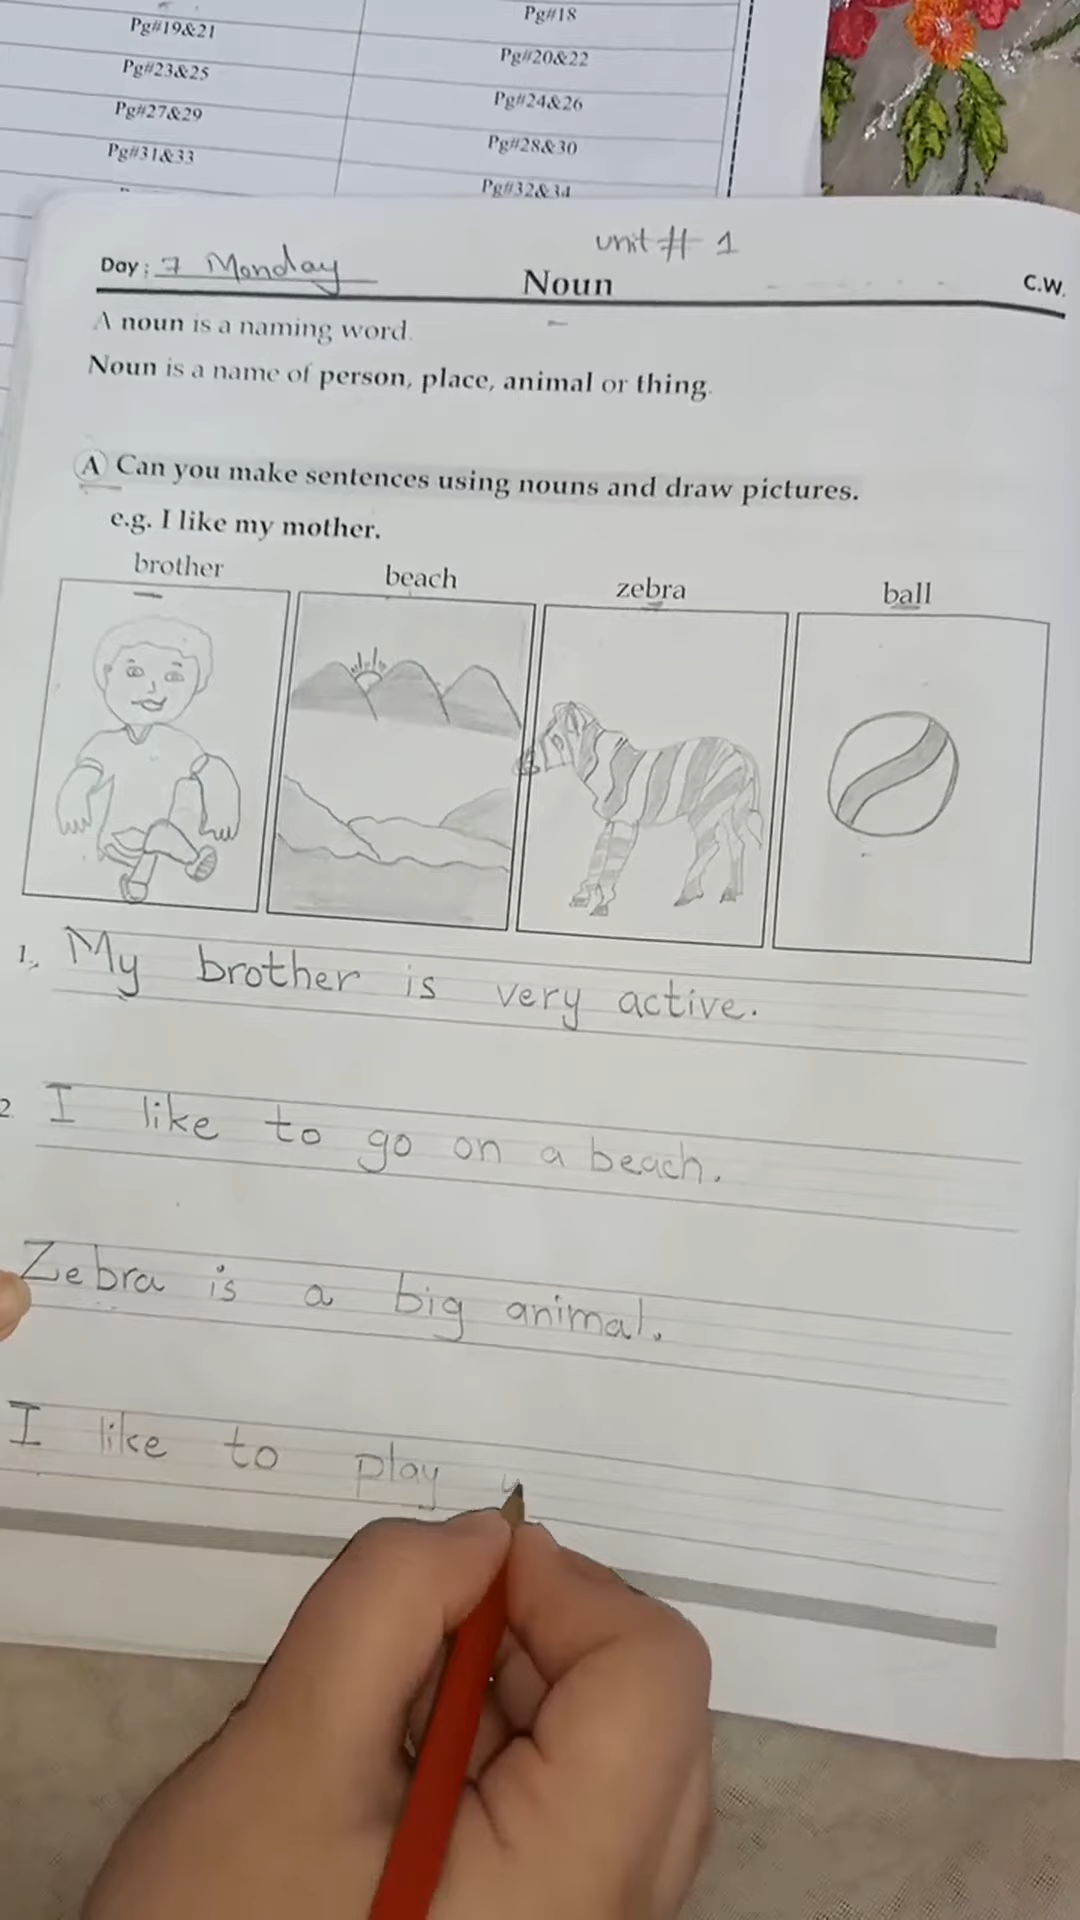 Pg#19&21 Pg#18
Pg#23&25 Pg#20&22
Pg#27&29 Pg#24&26
Pg#31&33 Pg#28&30
Pg#32&34
unit # 1
Day: 7 Monday Noun C.W.
A noun is a naming word.
Noun is a name of person, place, animal or thing.
A Can you make sentences using nouns and draw pictures.
e.g. I like my mother.
brother beach zebra ball
1. My brother is very active.
2. I like to go on a beach.
Zebra is a big animal.
I like to play